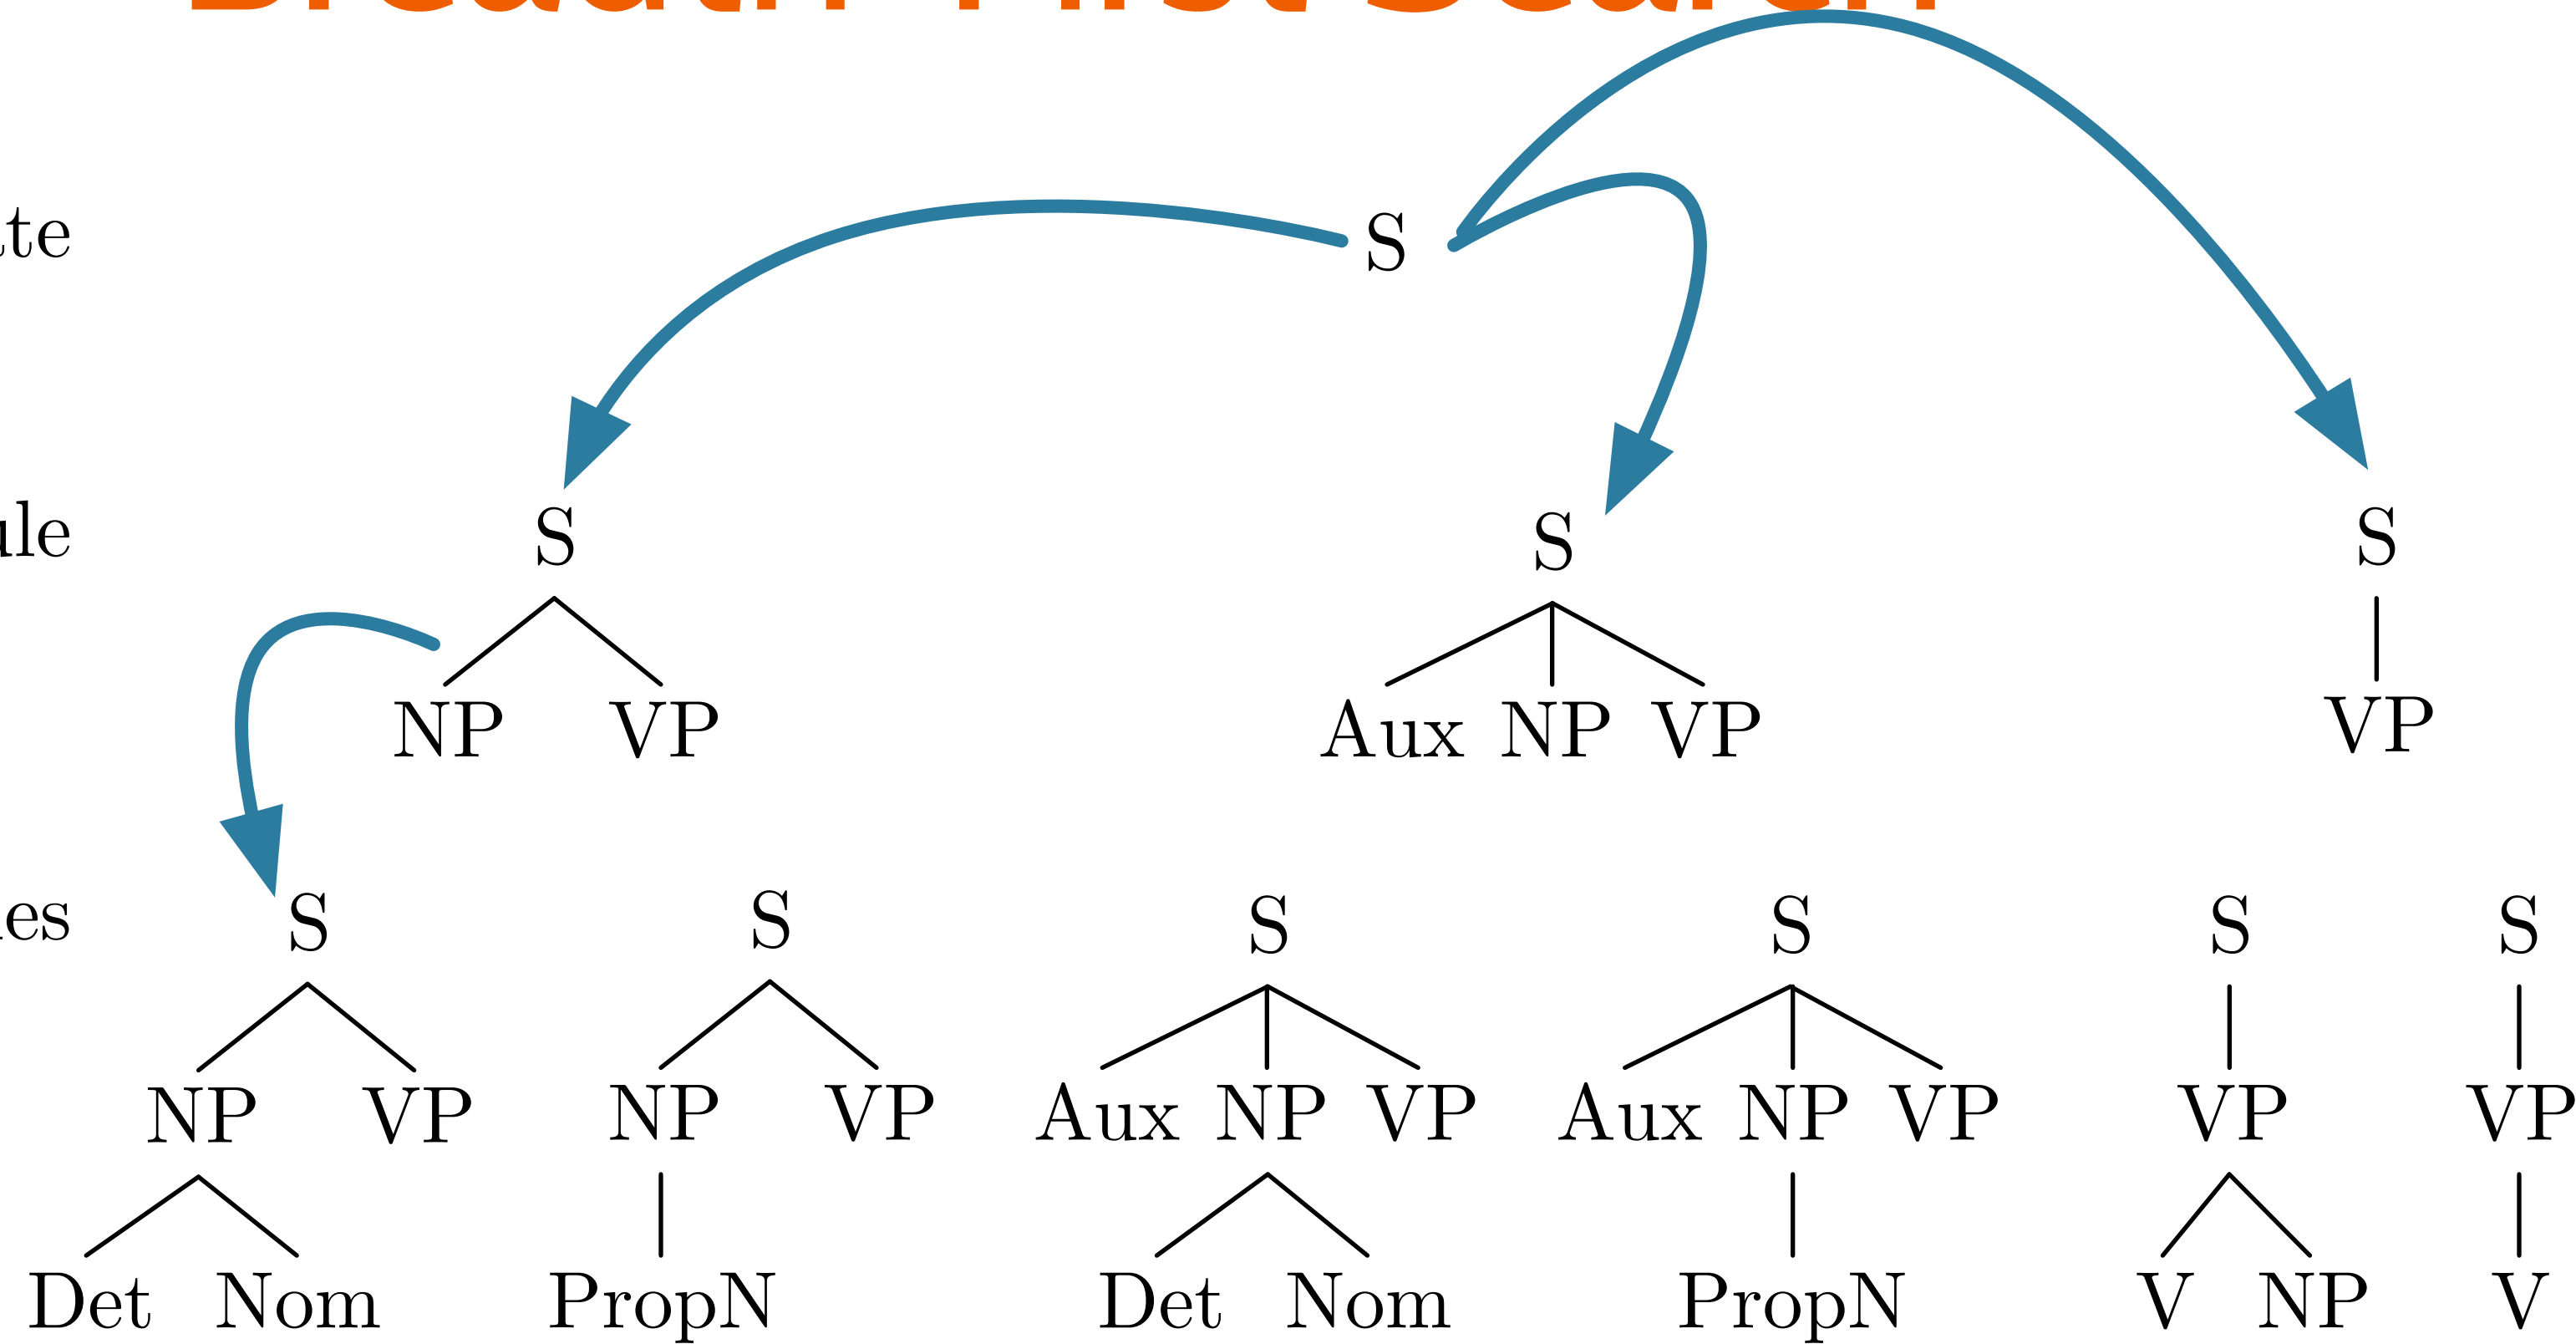 S
S S S
NP VP Aux NP VP VP
S S S S S S
NP VP NP VP Aux NP VP Aux NP VP VP VP
Det Nom PropN Det Nom PropN V NP V